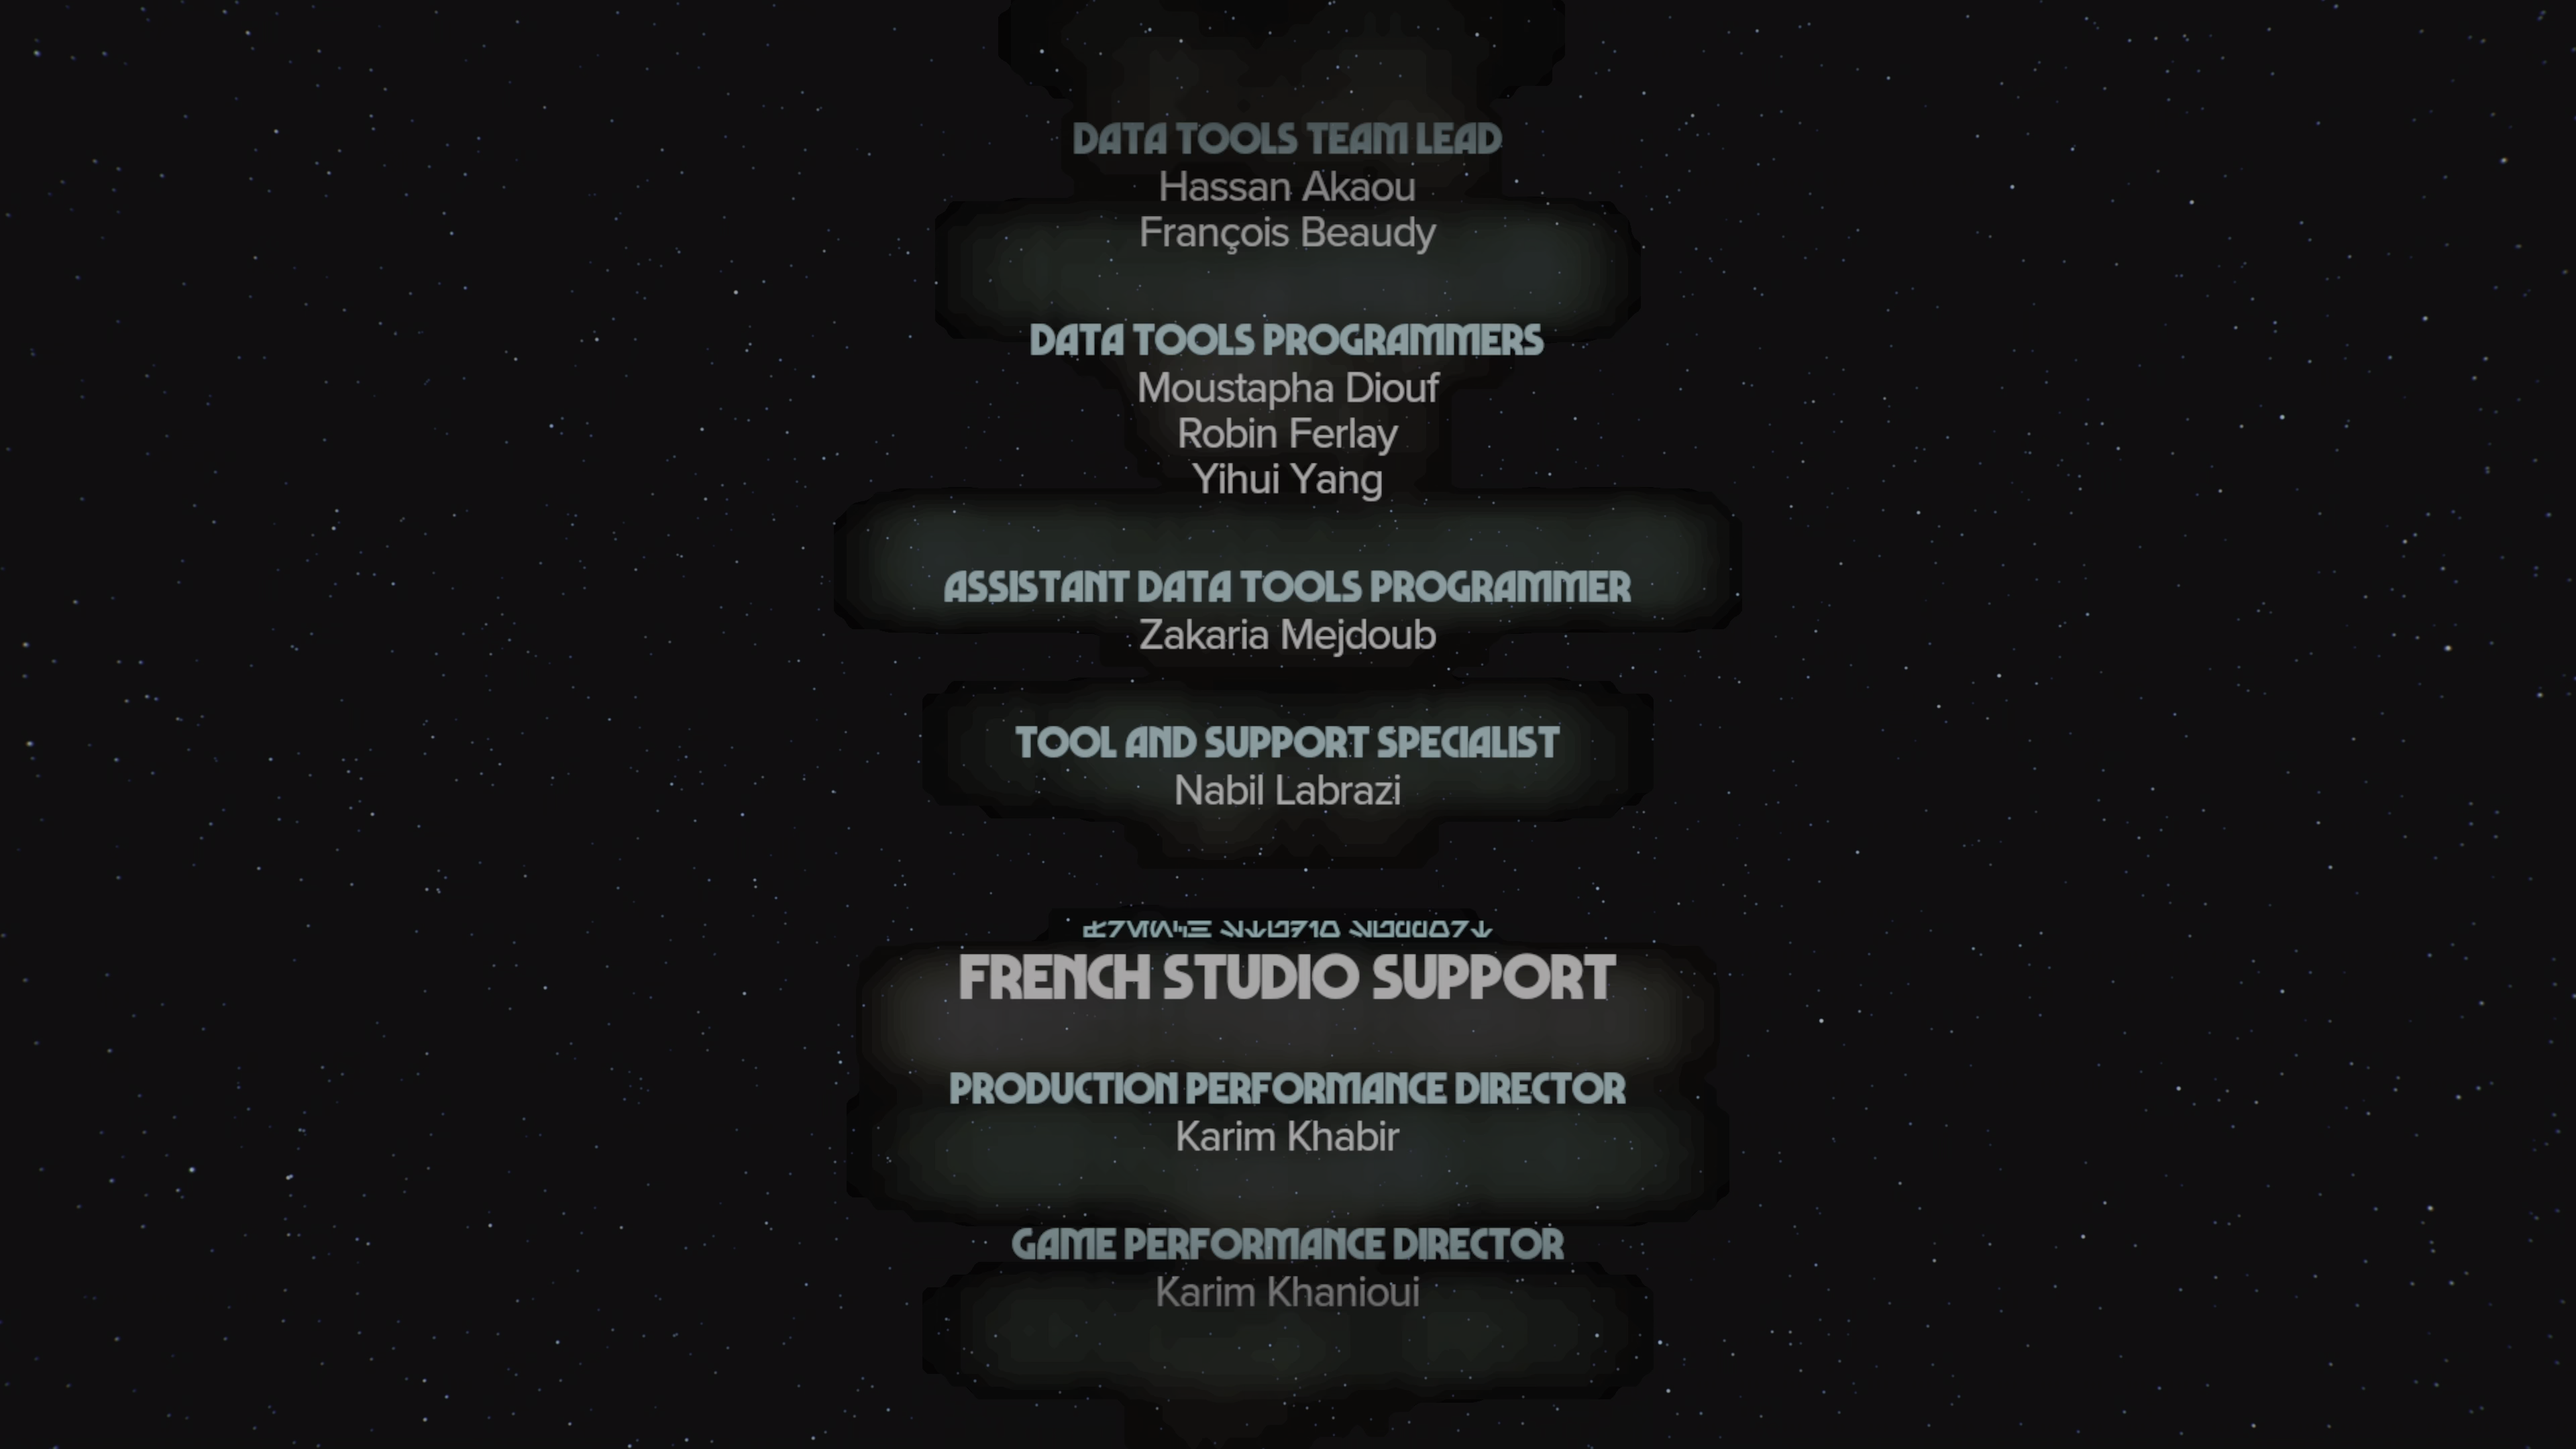 DATA TOOLS TEAM LEAD
Hassan Akaou
François Beaudy
DATA TOOLS PROGRAMMERS
Moustapha Diouf
Robin Ferlay
Yihui Yang
ASSISTANT DATA TOOLS PROGRAMMER
Zakaria Mejdoub
TOOL AND SUPPORT SPECIALIST
Nabil Labrazi
FRENCH STUDIO SUPPORT
PRODUCTION PERFORMANCE DIRECTOR
Karim Khabir
GAME PERFORMANCE DIRECTOR
Karim Khanioui